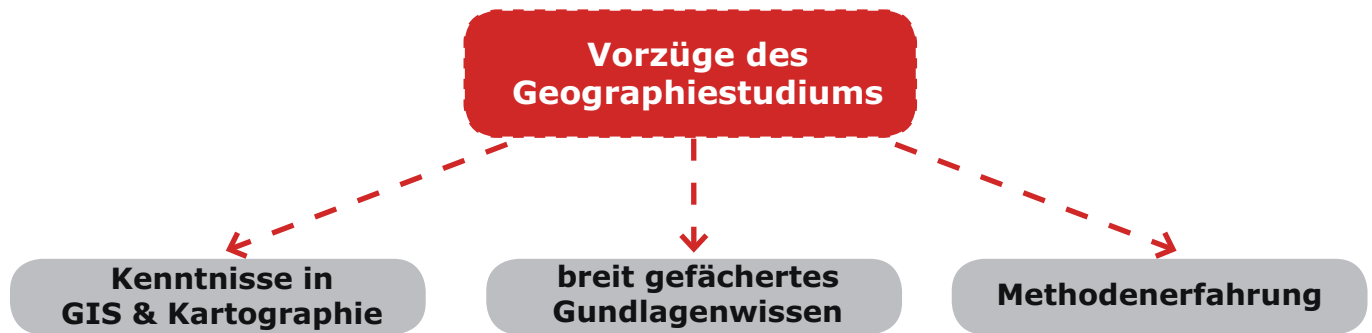 Vorzüge des
Geographiestudiums
Kenntnisse in
GIS & Kartographie
breit gefächertes
Gundlagenwissen
Methodenerfahrung